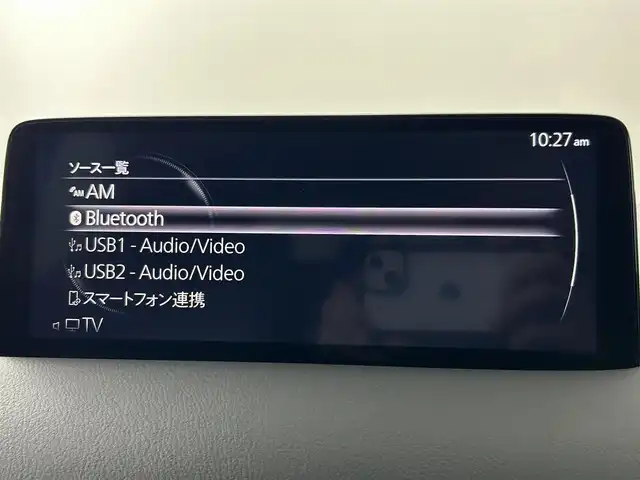 10:27am
ソース一覧
AM AM
Bluetooth
USB1 - Audio/Video
USB2 - Audio/Video
スマートフォン連携
TV